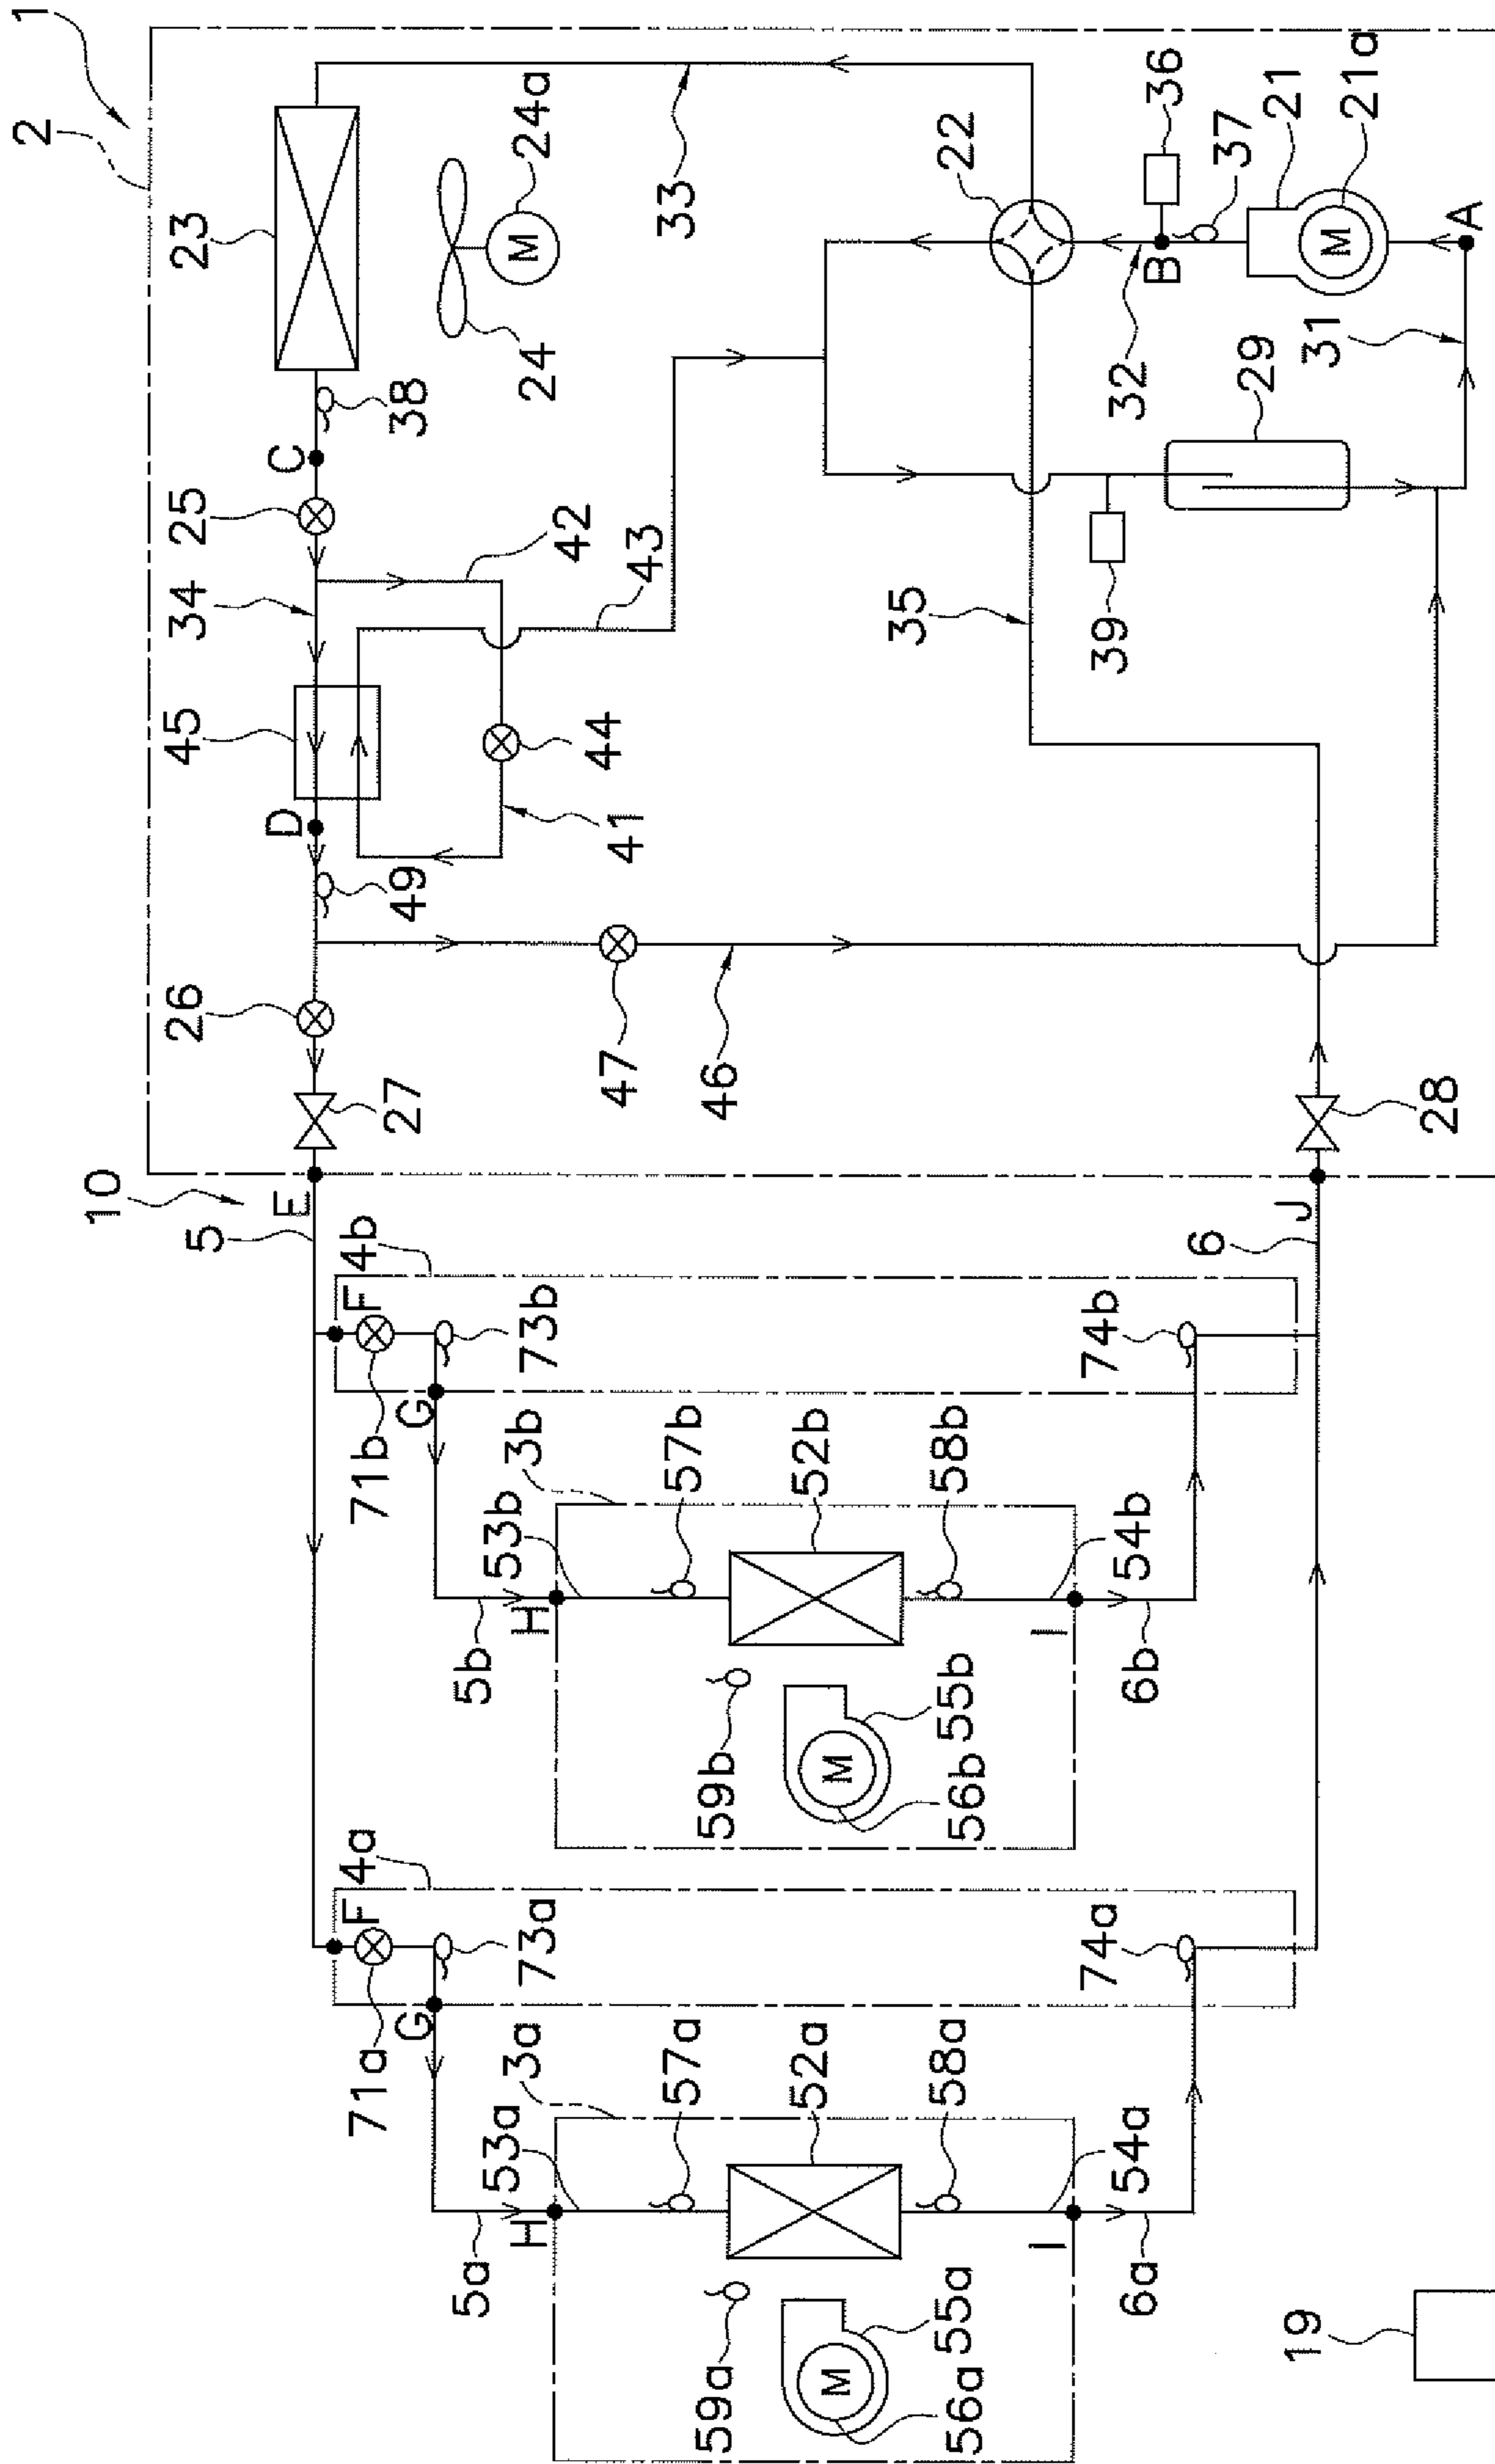 1
2
23
24a
M
24
33
22
36
37
21
21a
M
A
B
32
31
29
39
35
38
C
25
42
43
34
45
44
41
D
49
26
47
46
27
28
10
E
5
J
6
4b
F
73b
71b
G
74b
3b
53b
57b
52b
58b
54b
H
I
5b
6b
59b
55b
M
56b
4a
F
73a
71a
G
74a
3a
53a
57a
52a
58a
54a
H
I
5a
6a
59a
55a
M
56a
19